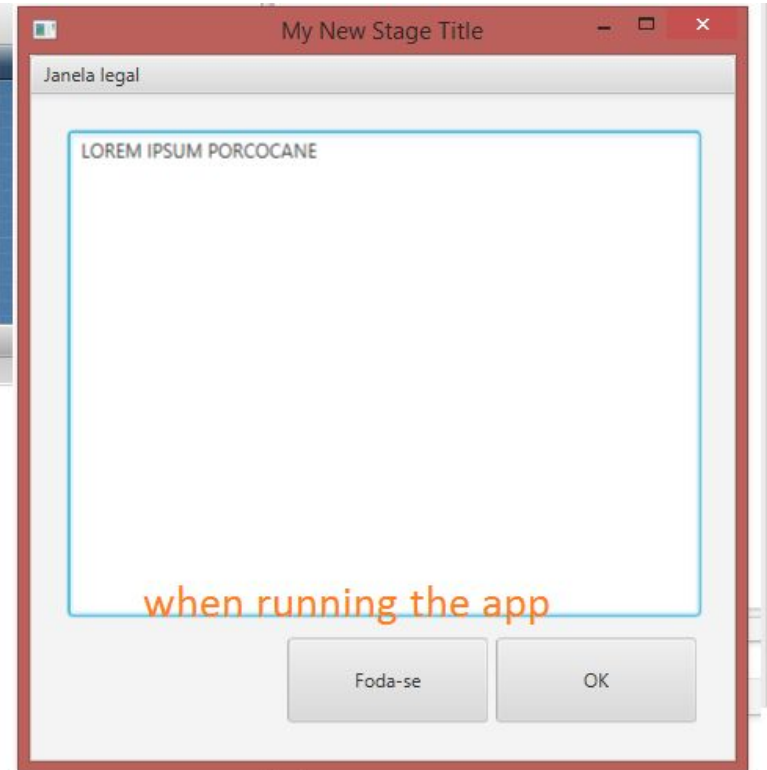 My New Stage Title
Janela legal
LOREM IPSUM PORCOCANE
when running the app
Foda-se
OK